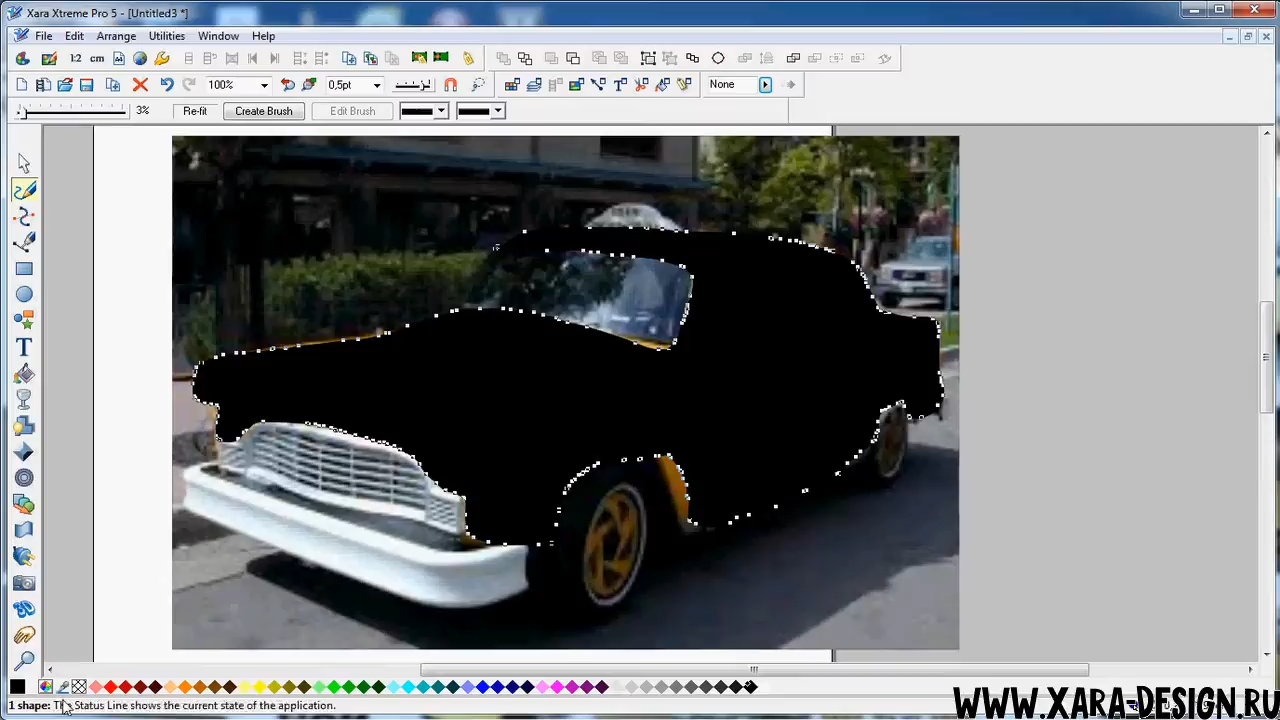 Xara Xtreme Pro 5 - [Untitled3 *]
File Edit Arrange Utilities Window Help
1:2 cm
100% 0,5pt None
3% Re-fit Create Brush Edit Brush
1 shape: The Status Line shows the current state of the application.
WWW.XARA-DESIGN.RU